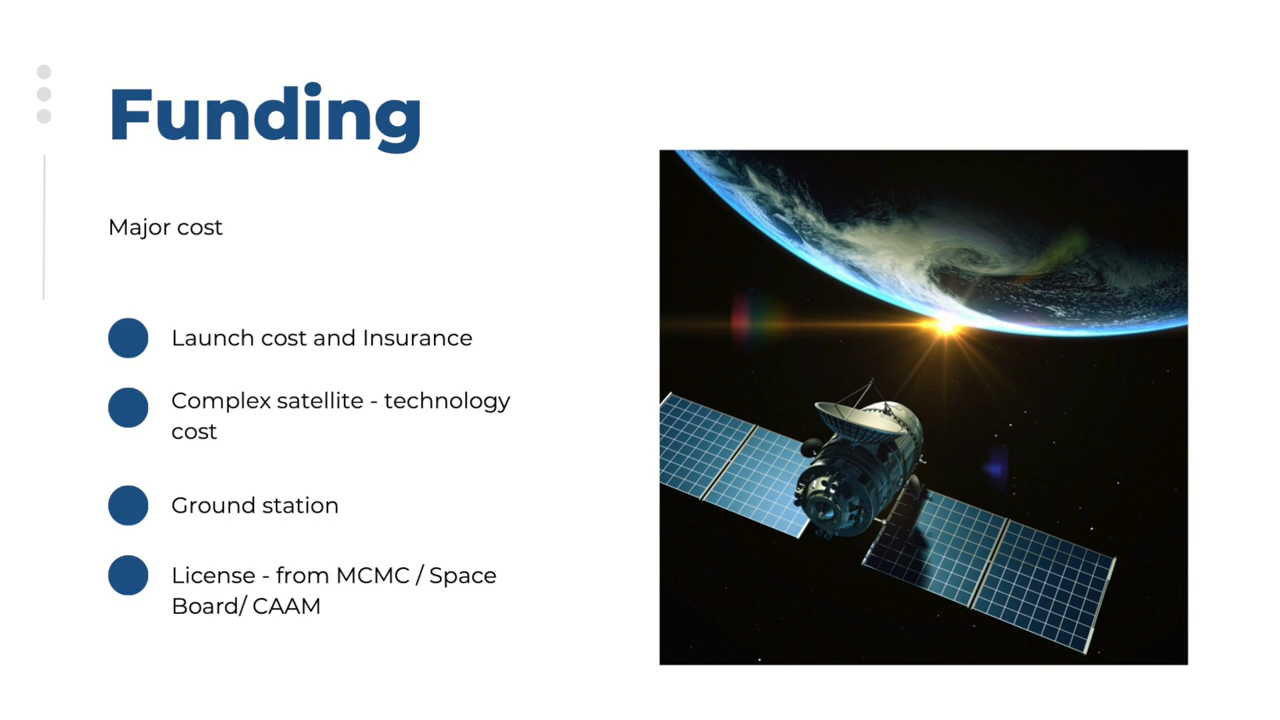 Funding
Major cost
Launch cost and Insurance
Complex satellite - technology
cost
Ground station
License - from MCMC / Space
Board/ CAAM